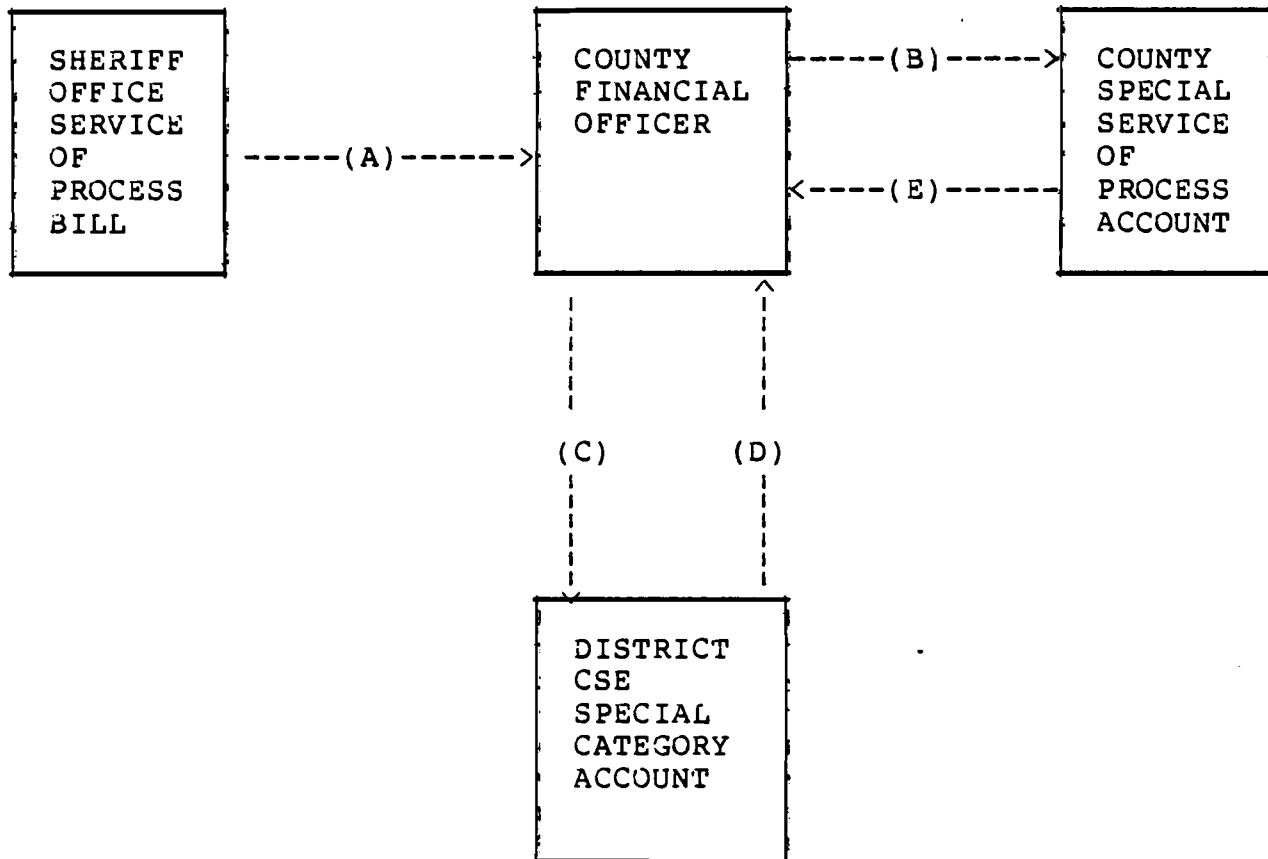 SHERIFF
OFFICE
SERVICE
OF
PROCESS
BILL
(A)
COUNTY
FINANCIAL
OFFICER
(B)
(E)
COUNTY
SPECIAL
SERVICE
OF
PROCESS
ACCOUNT
(C)
(D)
DISTRICT
CSE
SPECIAL
CATEGORY
ACCOUNT